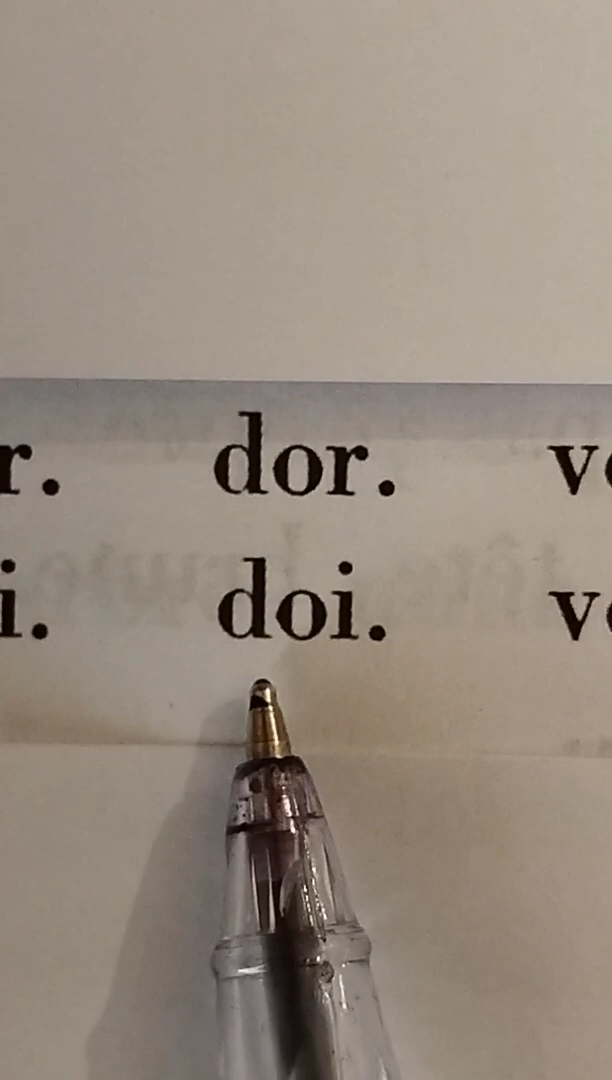 r. dor. v
i. doi. v